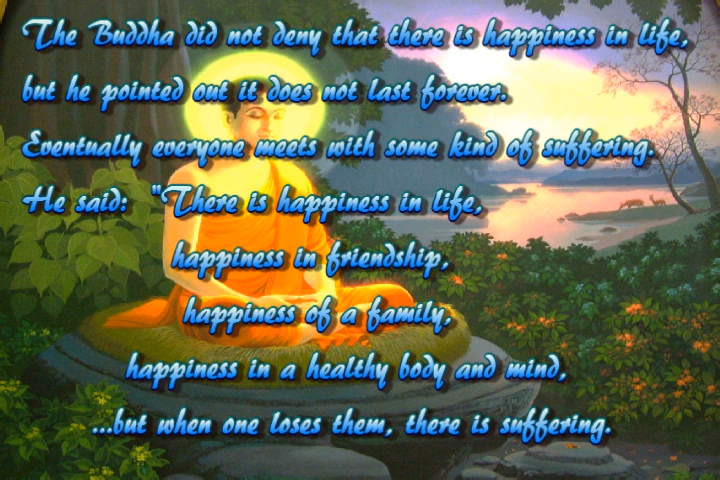 The Buddha did not deny that there is happiness in life,
but he pointed out it does not last forever.
Eventually everyone meets with some kind of suffering.
He said: "There is happiness in life,
happiness in friendship,
happiness of a family,
happiness in a healthy body and mind,
...but when one loses them, there is suffering.